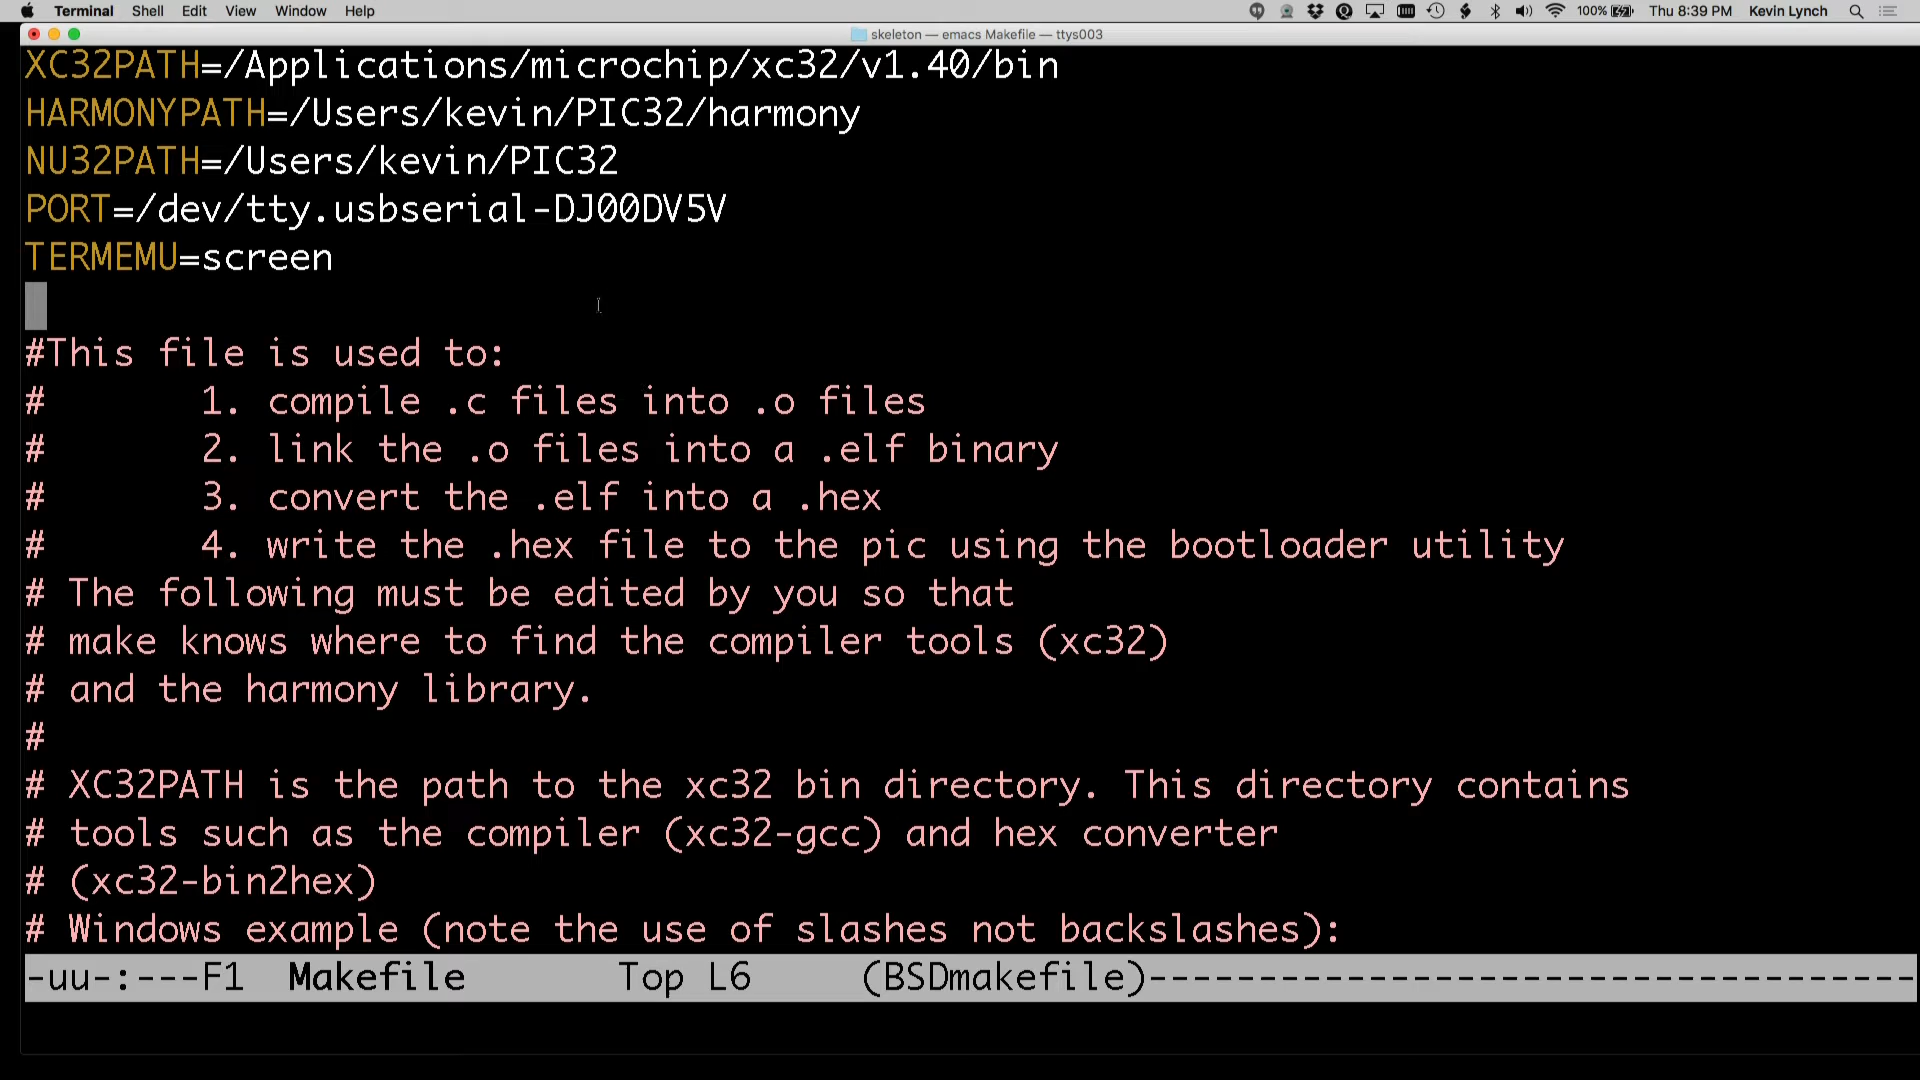 Terminal Shell Edit View Window Help 100% Thu 8:39 PM Kevin Lynch
skeleton — emacs Makefile — ttys003
XC32PATH=/Applications/microchip/xc32/v1.40/bin
HARMONYPATH=/Users/kevin/PIC32/harmony
NU32PATH=/Users/kevin/PIC32
PORT=/dev/tty.usbserial-DJ00DV5V
TERMEMU=screen
#This file is used to:
# 1. compile .c files into .o files
# 2. link the .o files into a .elf binary
# 3. convert the .elf into a .hex
# 4. write the .hex file to the pic using the bootloader utility
# The following must be edited by you so that
# make knows where to find the compiler tools (xc32)
# and the harmony library.
#
# XC32PATH is the path to the xc32 bin directory. This directory contains
# tools such as the compiler (xc32-gcc) and hex converter
# (xc32-bin2hex)
# Windows example (note the use of slashes not backslashes):
-uu-:---F1 Makefile Top L6 (BSDmakefile)-----------------------------------